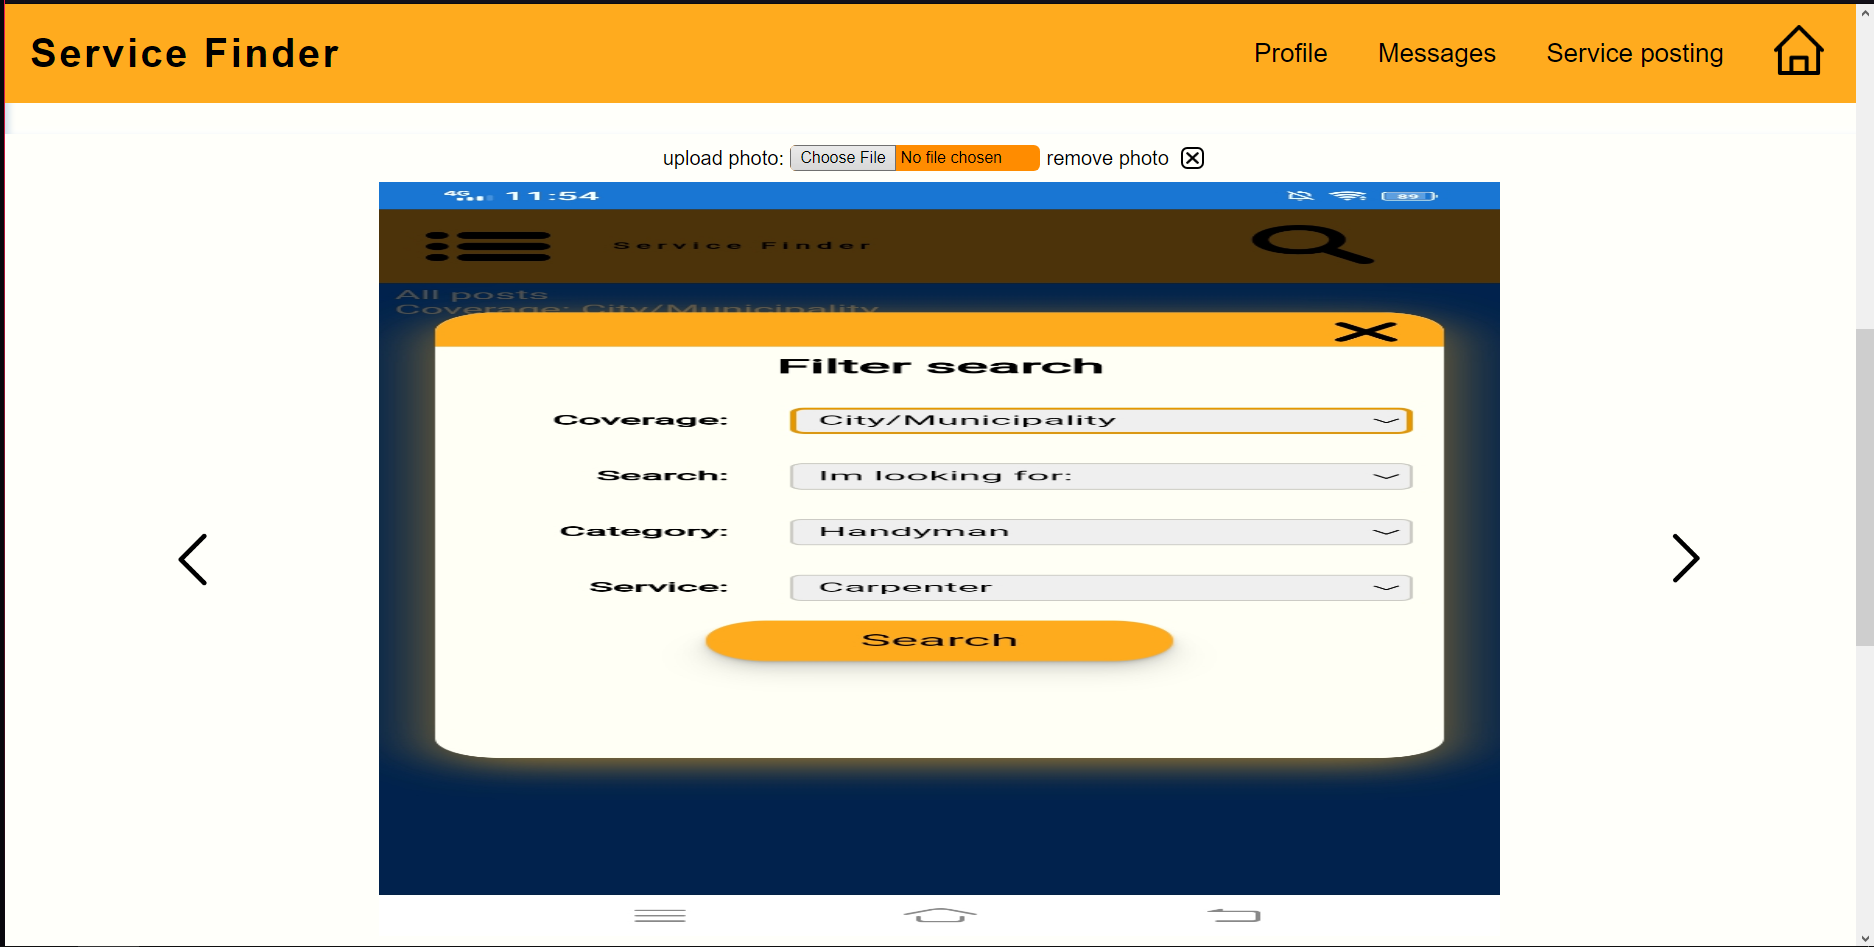 Service Finder
Profile Messages Service posting
upload photo: Choose File No file chosen remove photo
4G 11:54 89
Service Finder
All posts
Coverage: City/Municipality
Filter search
Coverage: City/Municipality
Search: Im looking for:
Category: Handyman
Service: Carpenter
Search